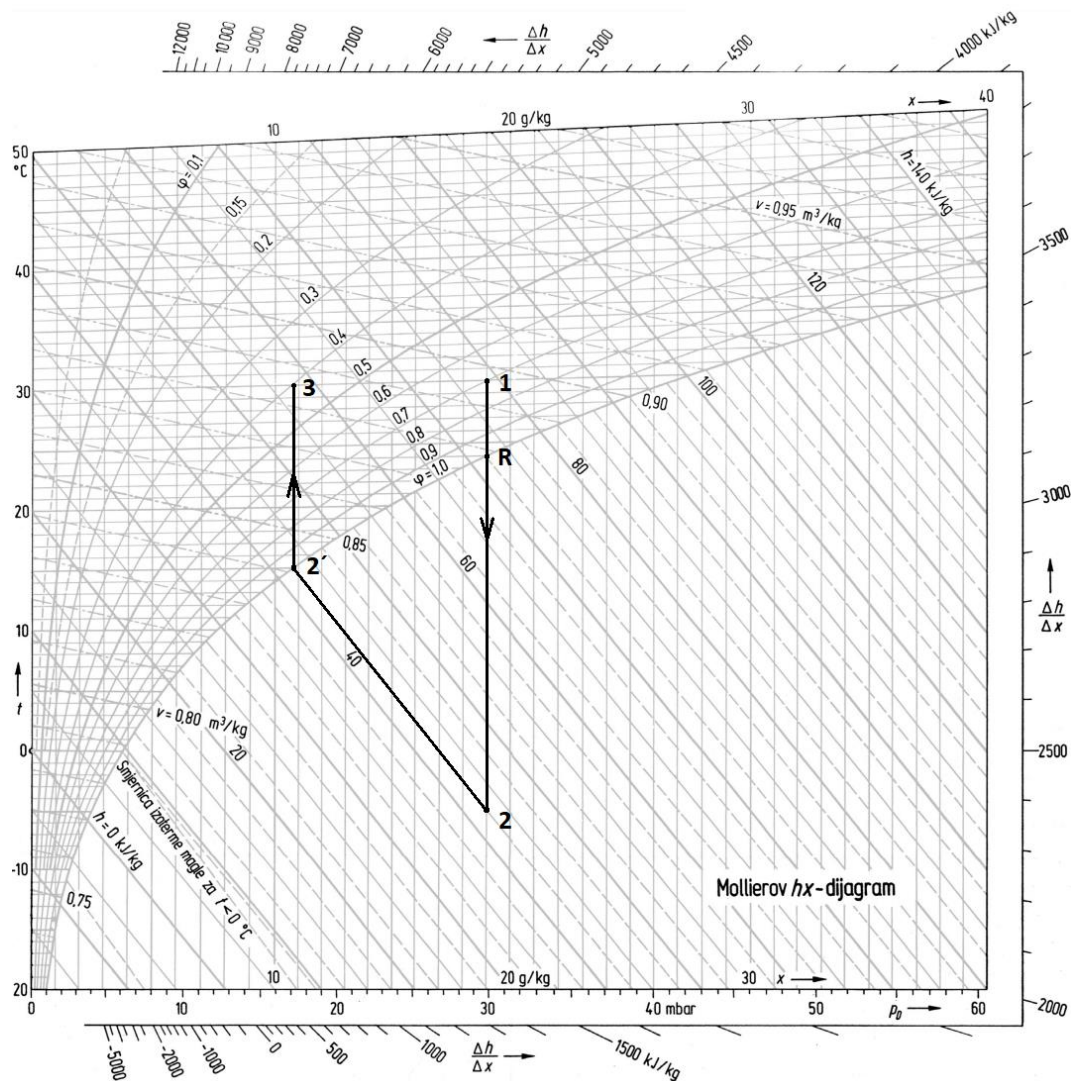 12000 10000 9000 8000 7000 6000 Δh/Δx 5000 4500 4000 kJ/kg
x 40
30
20 g/kg
10
50
°C
φ=0,1
0,15
0,2
h=140 kJ/kg
v=0,95 m³/kg
3500
40
0,3
120
0,4
0,5
30
3
1
0,6
100
0,90
0,7
0,8
0,9
φ=1,0
R
80
3000
20
0,85
2´
60
Δh/Δx
10
40
t
v=0,80 m³/kg
20
0
2500
Smjernica izoterme magle za t<0 °C
h=0 kJ/kg
2
-10
0,75
Mollierov hx-dijagram
10 20 g/kg 30 x
20
0 10 20 30 40 mbar 50 p_D 60
2000
-5000 -2000 -1000 0 500 1000 Δh/Δx 1500 kJ/kg